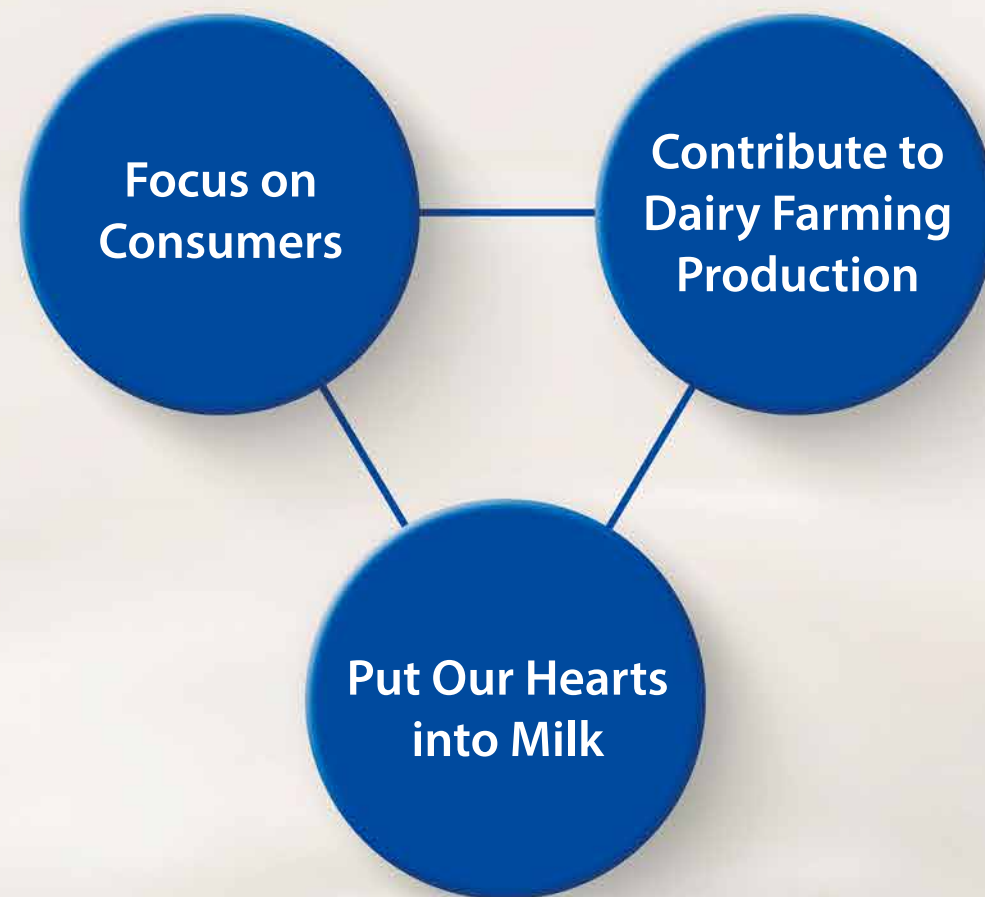 Focus on
Consumers
Contribute to
Dairy Farming
Production
Put Our Hearts
into Milk